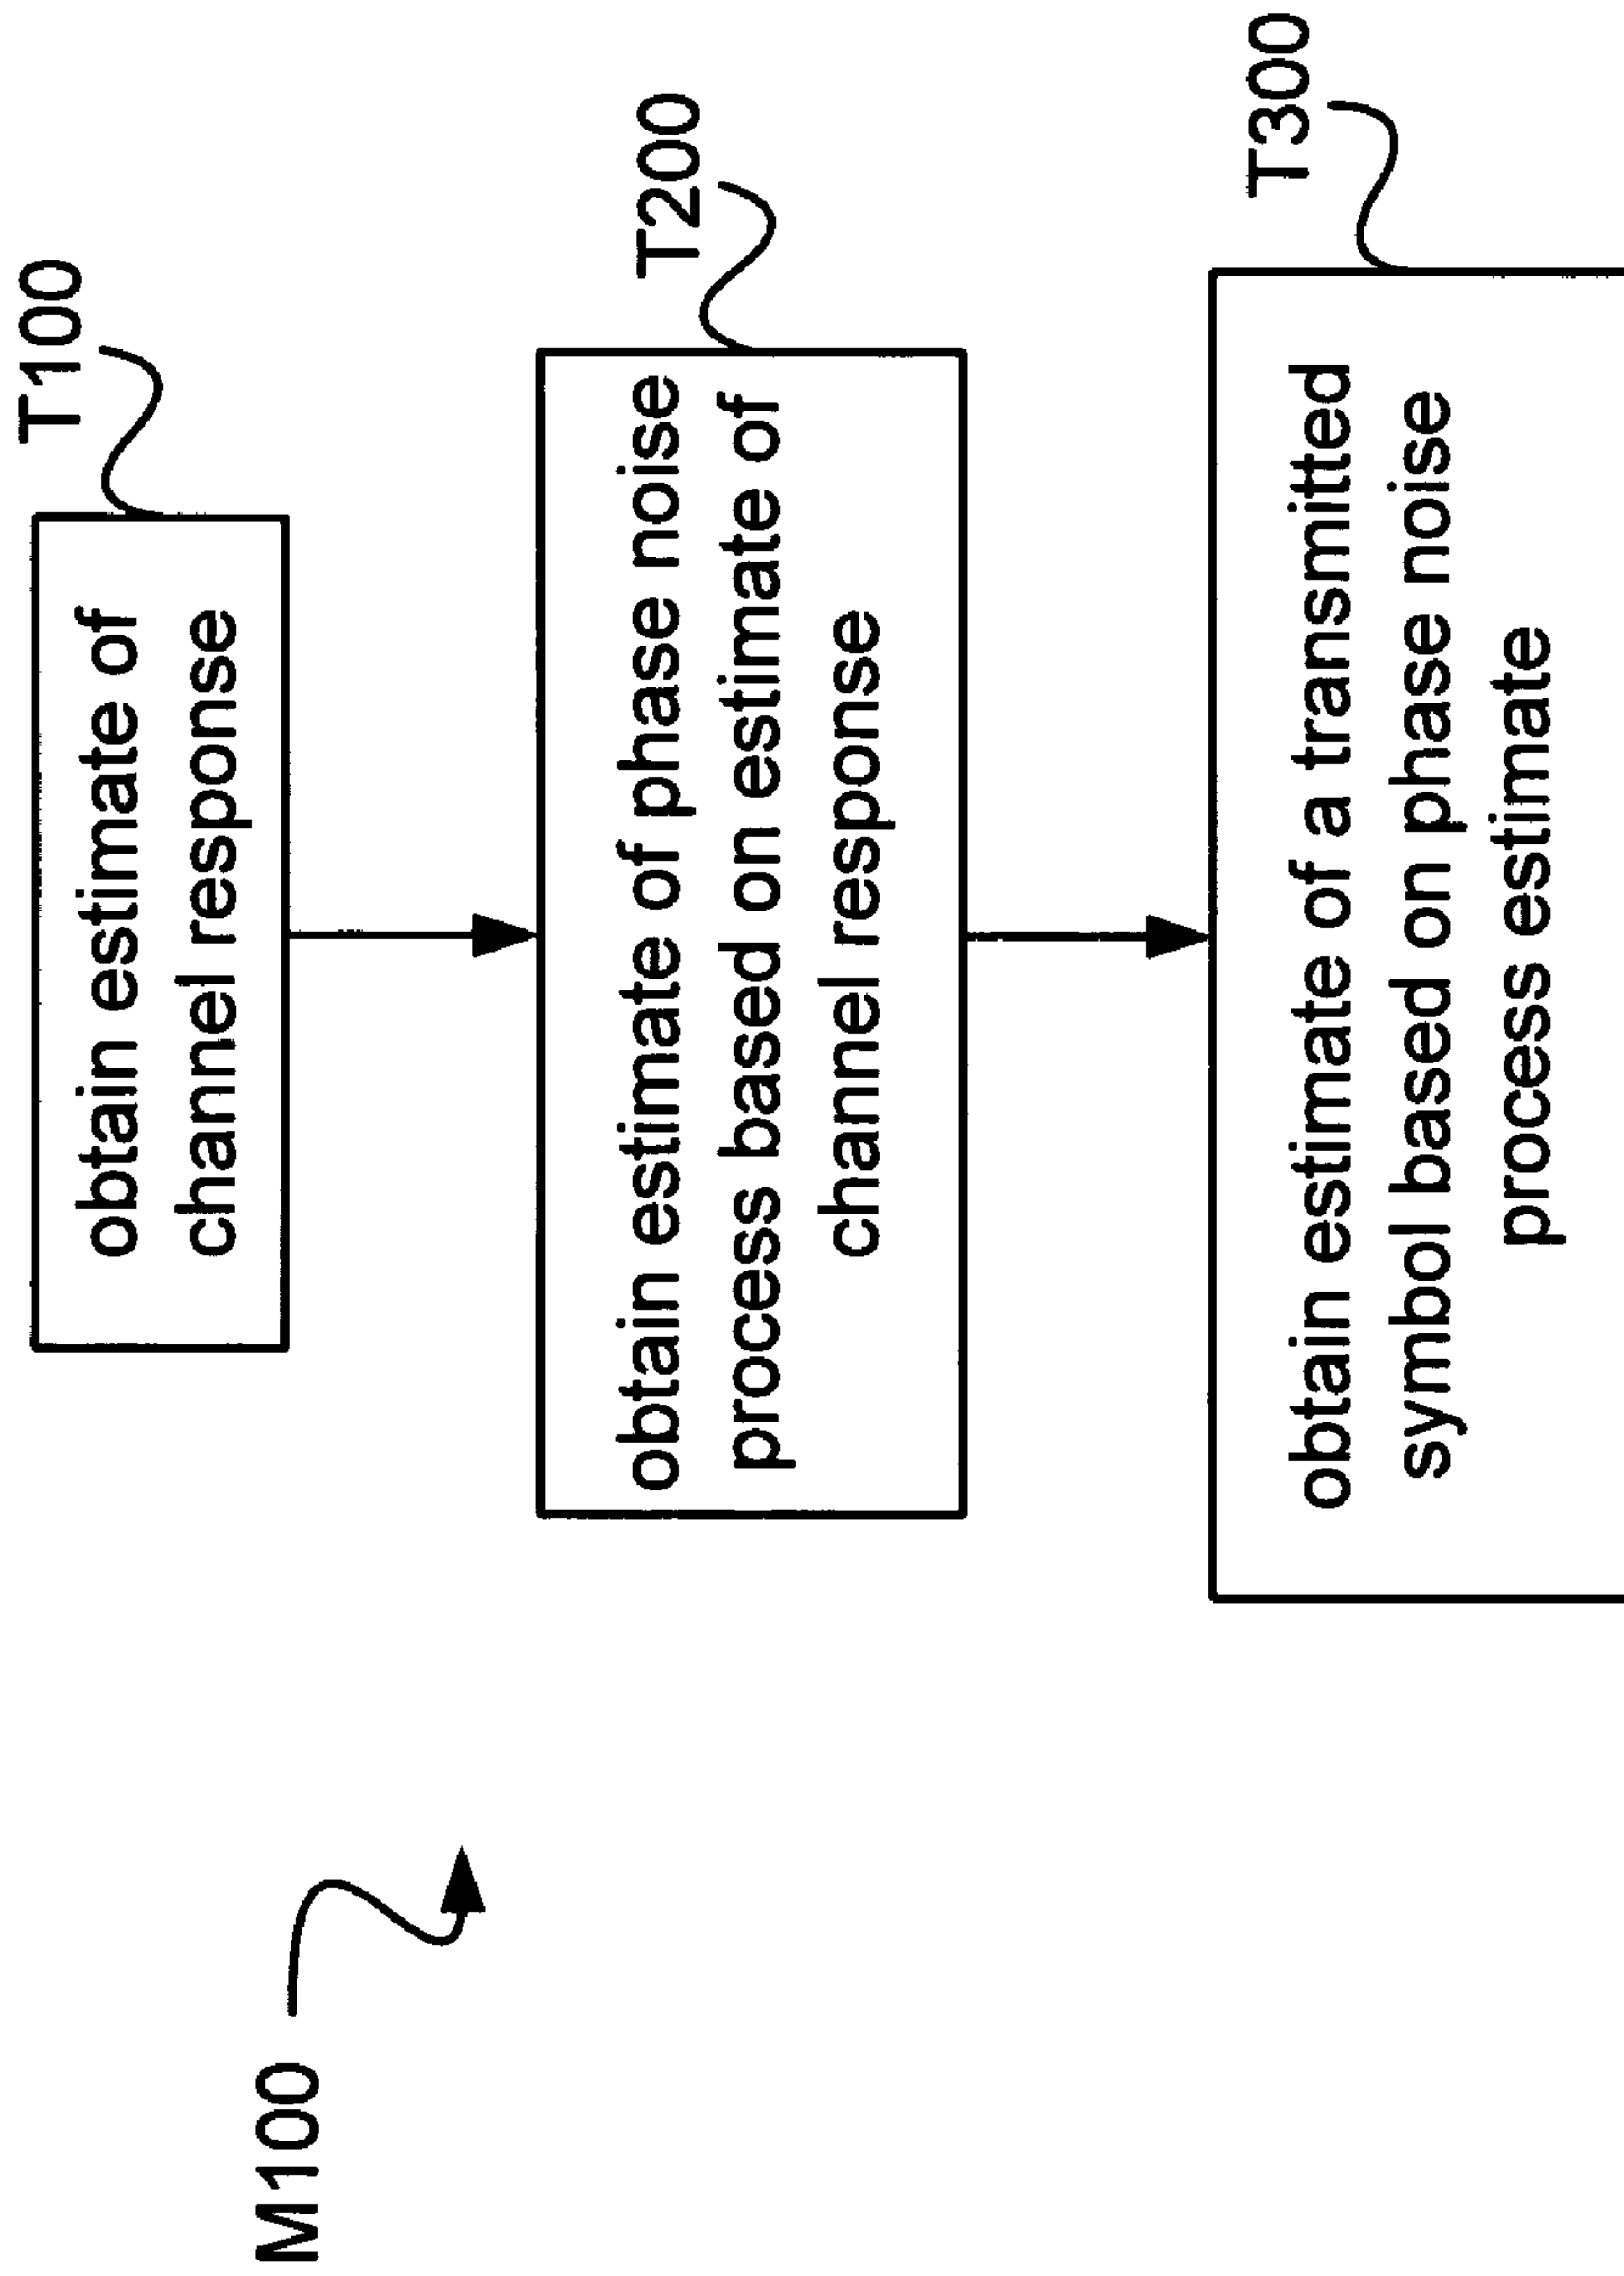 M100
T100
obtain estimate of
channel response
T200
obtain estimate of phase noise
process based on estimate of
channel response
T300
obtain estimate of a transmitted
symbol based on phase noise
process estimate